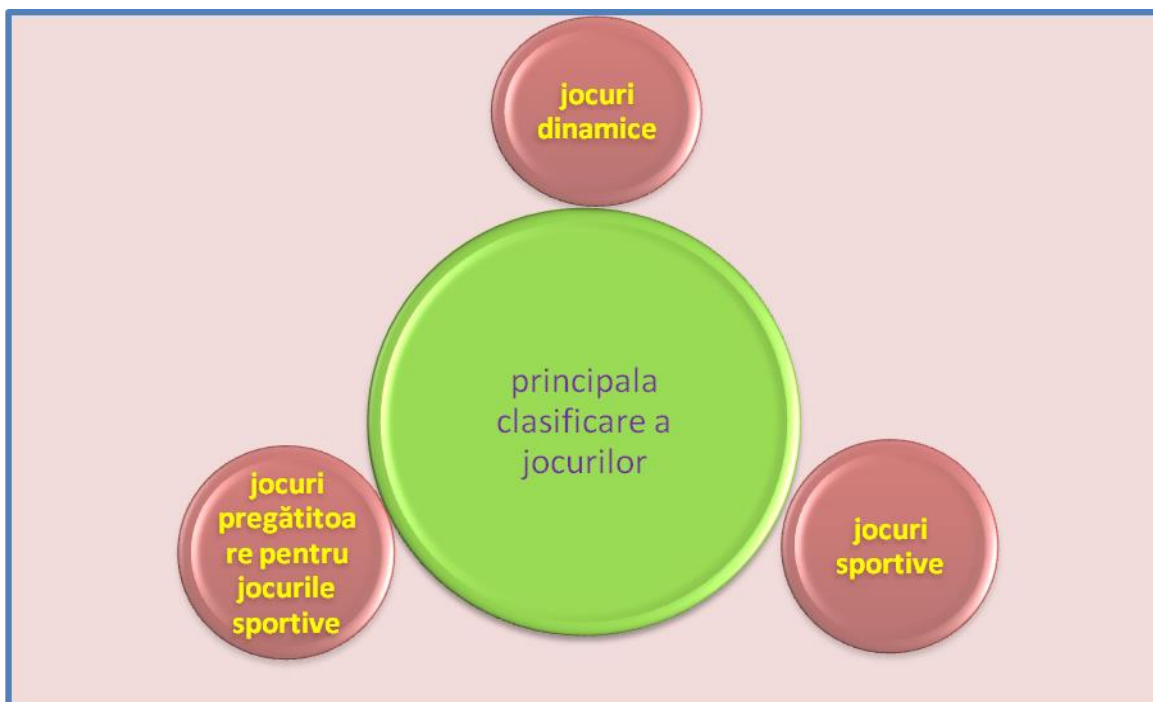 jocuri
dinamice
principala
clasificare a
jocurilor
jocuri
pregătitoa
re pentru
jocurile
sportive
jocuri
sportive